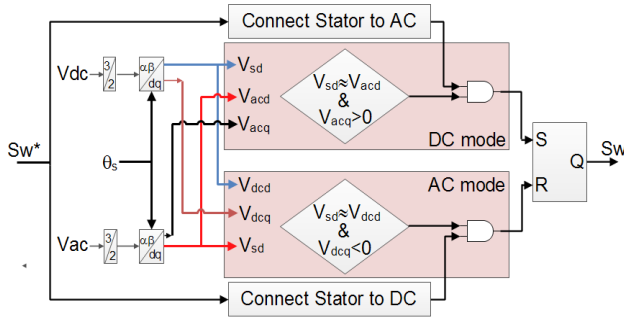 Connect Stator to AC
Vdc
3/2
αβ
dq
Vsd
Vacd
Vacq
Vsd≈Vacd
&
Vacq>0
DC mode
Sw*
θs
S
Q
R
Sw
AC mode
Vdcd
Vdcq
Vsd
Vsd≈Vdcd
&
Vdcq<0
Vac
3/2
αβ
dq
Connect Stator to DC